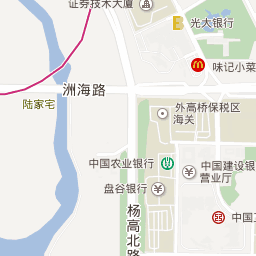 证券技术大厦
光大银行
味记小菜
洲海路
陆家宅
外高桥保税区
海关
中国农业银行
中国建设银
营业厅
盘谷银行
杨高北路
中国工